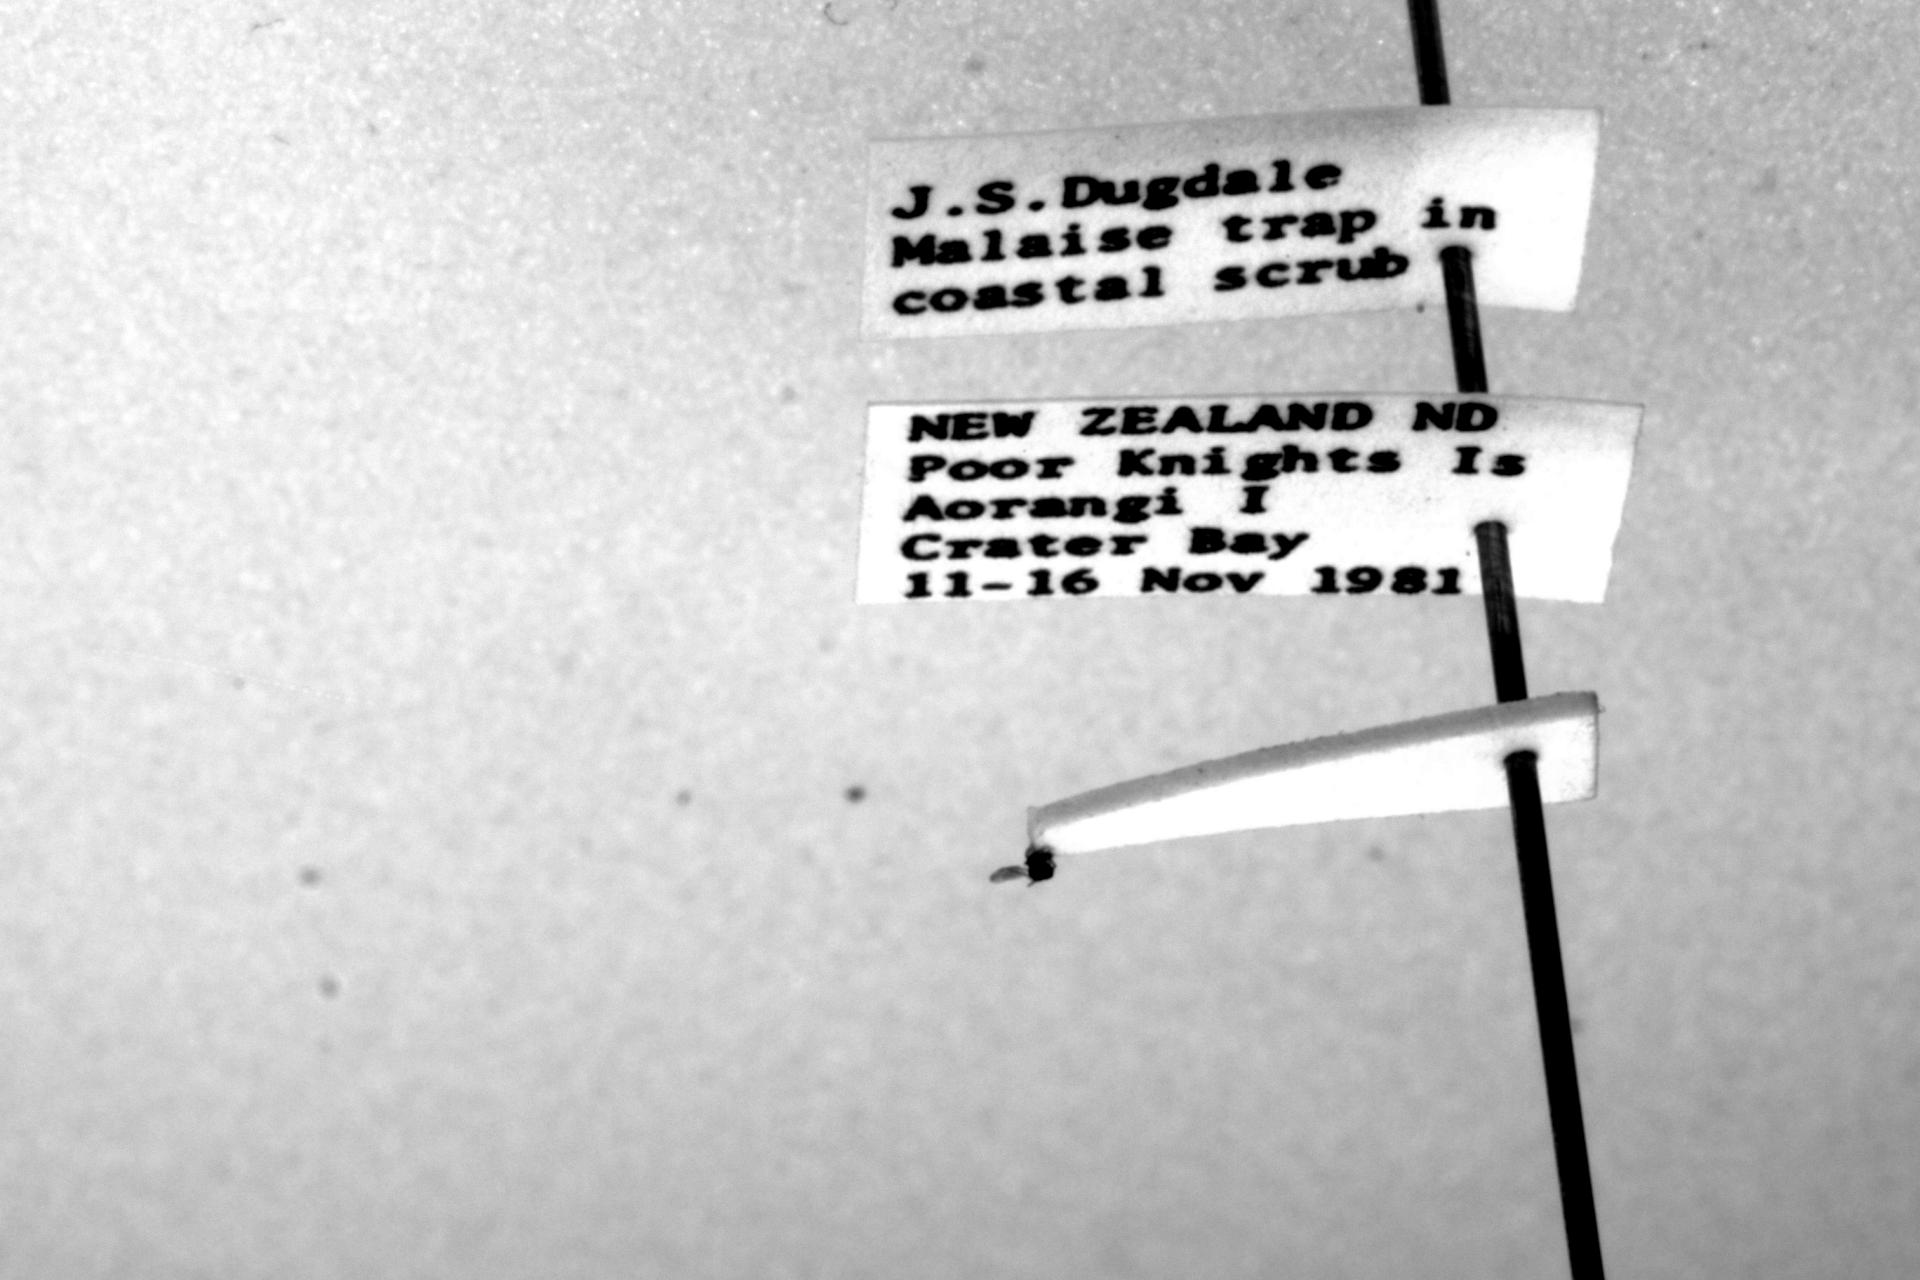 J.S.Dugdale
Malaise trap in
coastal scrub
NEW ZEALAND ND
Poor Knights Is
Aorangi I
Crater Bay
11-16 Nov 1981